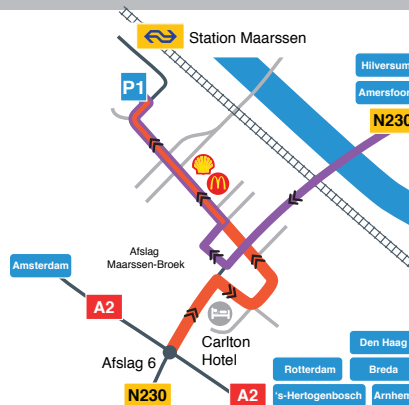 Station Maarssen
Hilversum
P1
Amersfoor
N230
Afslag
Maarssen-Broek
Amsterdam
A2
Carlton
Hotel
Afslag 6
Den Haag
Rotterdam
Breda
N230
A2
's-Hertogenbosch
Arnhem